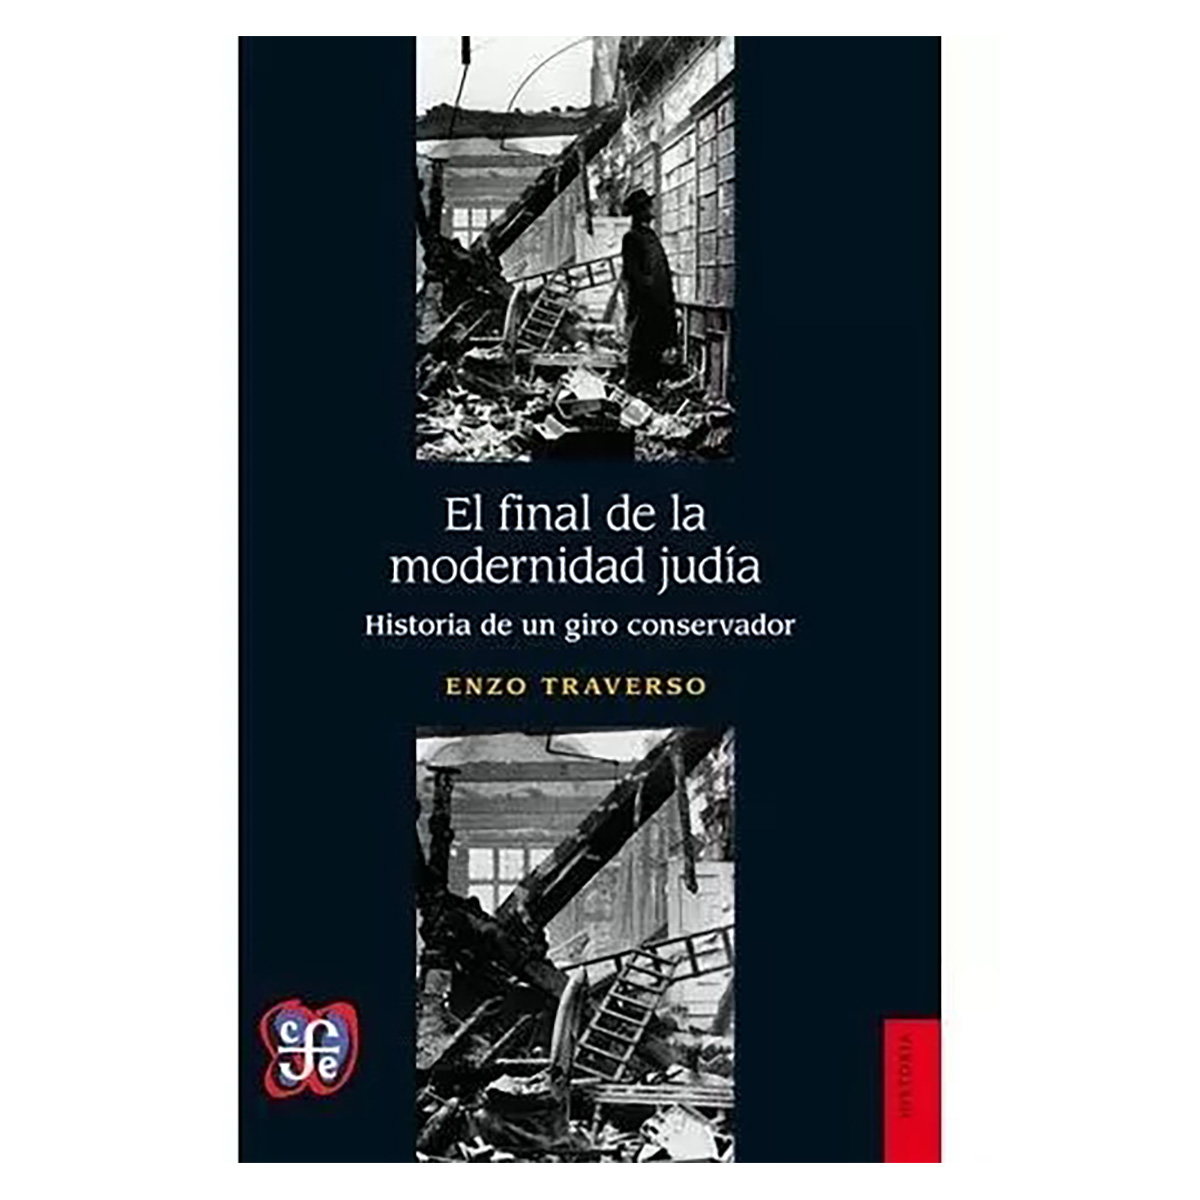 El final de la
modernidad judía
Historia de un giro conservador
ENZO TRAVERSO
cfe
HISTORIA